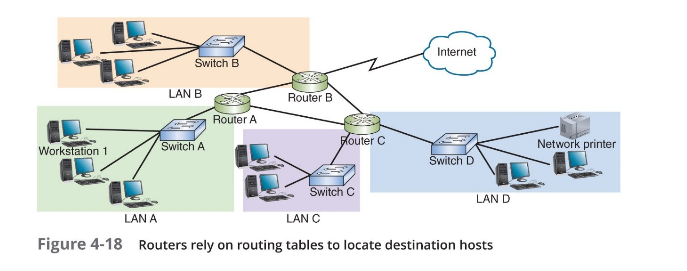 Internet
Switch B
LAN B
Router B
Router A
Router C
Workstation 1
Switch A
Network printer
Switch D
Switch C
LAN D
LAN A
LAN C
Figure 4-18 Routers rely on routing tables to locate destination hosts